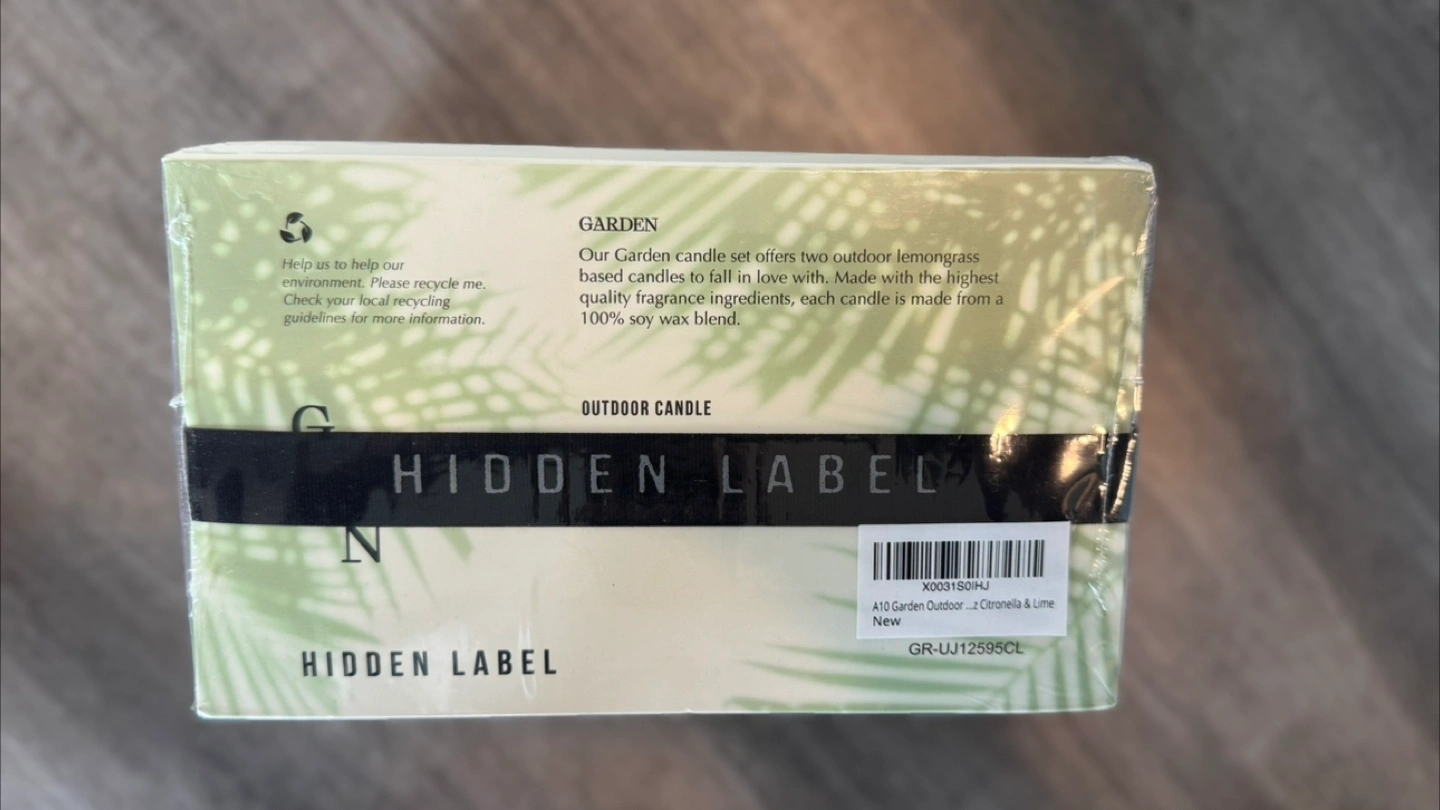 Help us to help our
environment. Please recycle me.
Check your local recycling
guidelines for more information.
GARDEN
Our Garden candle set offers two outdoor lemongrass
based candles to fall in love with. Made with the highest
quality fragrance ingredients, each candle is made from a
100% soy wax blend.
OUTDOOR CANDLE
G
HIDDEN LABEL
N
HIDDEN LABEL
X0031S0IHJ
A10 Garden Outdoor ...z Citronella & Lime
New
GR-UJ12595CL